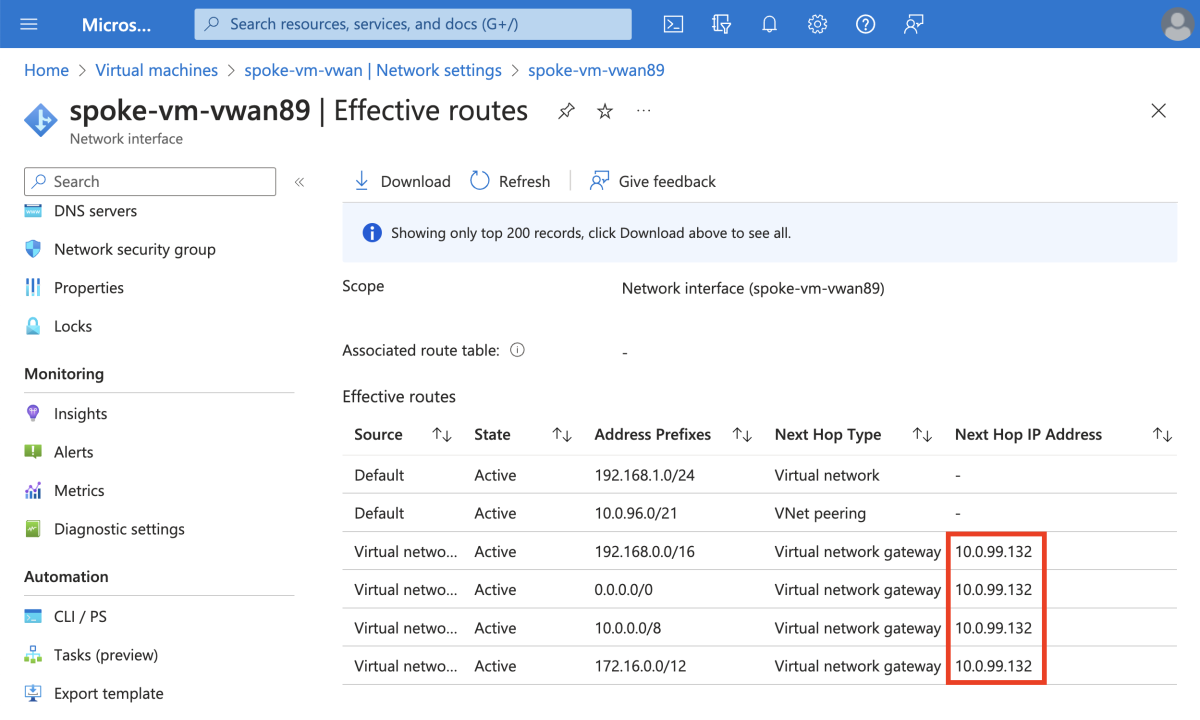 Micros...
Search resources, services, and docs (G+/)
Home > Virtual machines > spoke-vm-vwan | Network settings > spoke-vm-vwan89
spoke-vm-vwan89 | Effective routes ...
Network interface
Search
«
Download
Refresh
Give feedback
DNS servers
Network security group
Properties
Locks
Monitoring
Insights
Alerts
Metrics
Diagnostic settings
Automation
CLI / PS
Tasks (preview)
Export template
Showing only top 200 records, click Download above to see all.
Scope Network interface (spoke-vm-vwan89)
Associated route table: -
Effective routes
Source State Address Prefixes Next Hop Type Next Hop IP Address
Default Active 192.168.1.0/24 Virtual network -
Default Active 10.0.96.0/21 VNet peering -
Virtual netwo... Active 192.168.0.0/16 Virtual network gateway 10.0.99.132
Virtual netwo... Active 0.0.0.0/0 Virtual network gateway 10.0.99.132
Virtual netwo... Active 10.0.0.0/8 Virtual network gateway 10.0.99.132
Virtual netwo... Active 172.16.0.0/12 Virtual network gateway 10.0.99.132